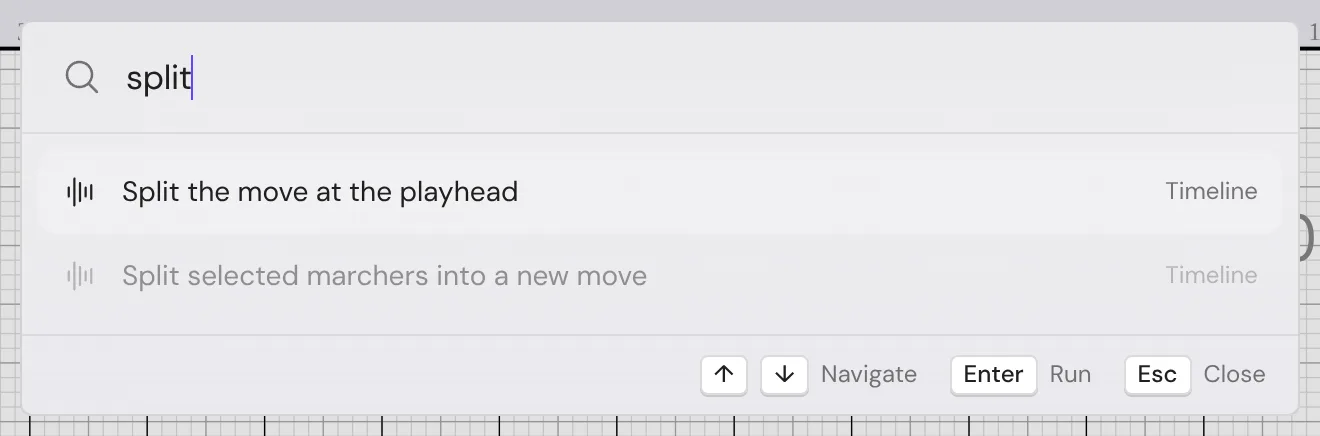 split
Split the move at the playhead Timeline
Split selected marchers into a new move Timeline
↑ ↓ Navigate Enter Run Esc Close